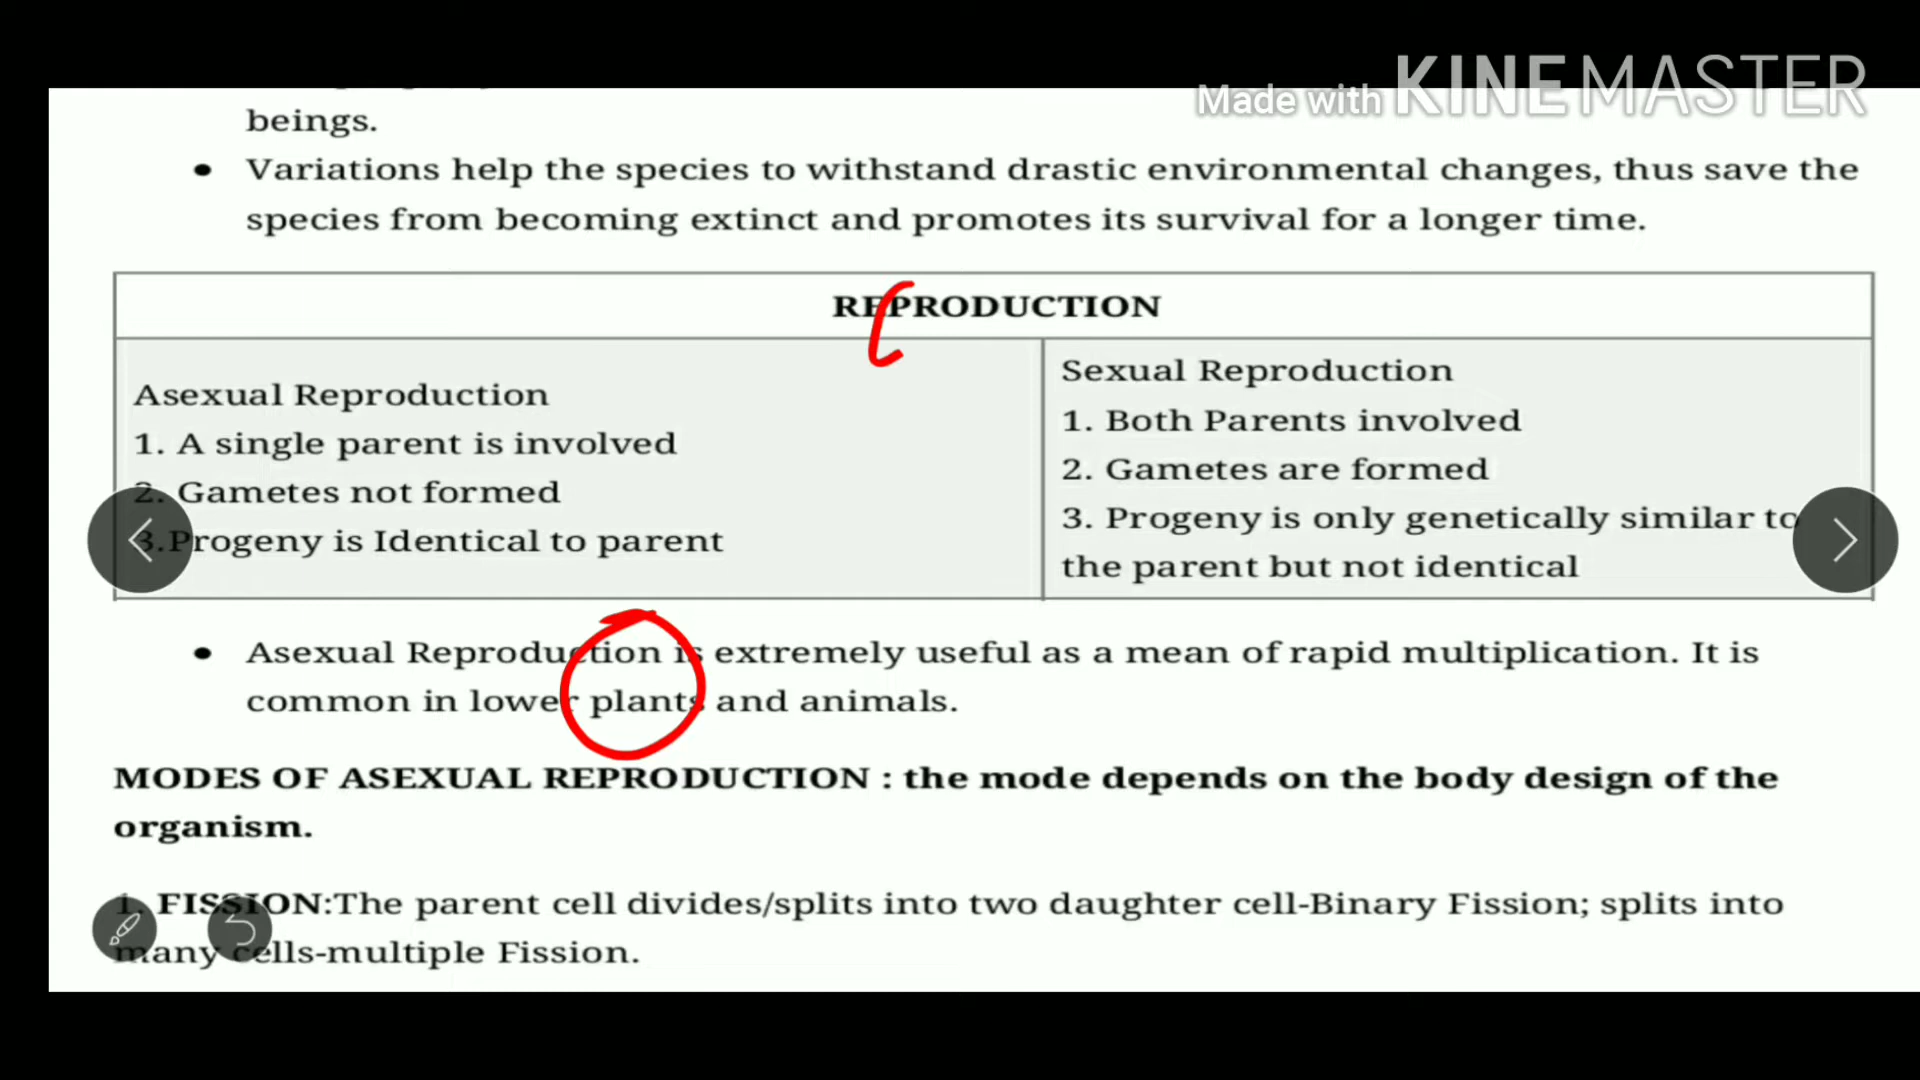 Made with KINEMASTER
beings.
• Variations help the species to withstand drastic environmental changes, thus save the
species from becoming extinct and promotes its survival for a longer time.
REPRODUCTION
Asexual Reproduction
1. A single parent is involved
2. Gametes not formed
3.Progeny is Identical to parent
Sexual Reproduction
1. Both Parents involved
2. Gametes are formed
3. Progeny is only genetically similar to
the parent but not identical
• Asexual Reproduction is extremely useful as a mean of rapid multiplication. It is
common in lower plants and animals.
MODES OF ASEXUAL REPRODUCTION : the mode depends on the body design of the
organism.
1. FISSION:The parent cell divides/splits into two daughter cell-Binary Fission; splits into
many cells-multiple Fission.